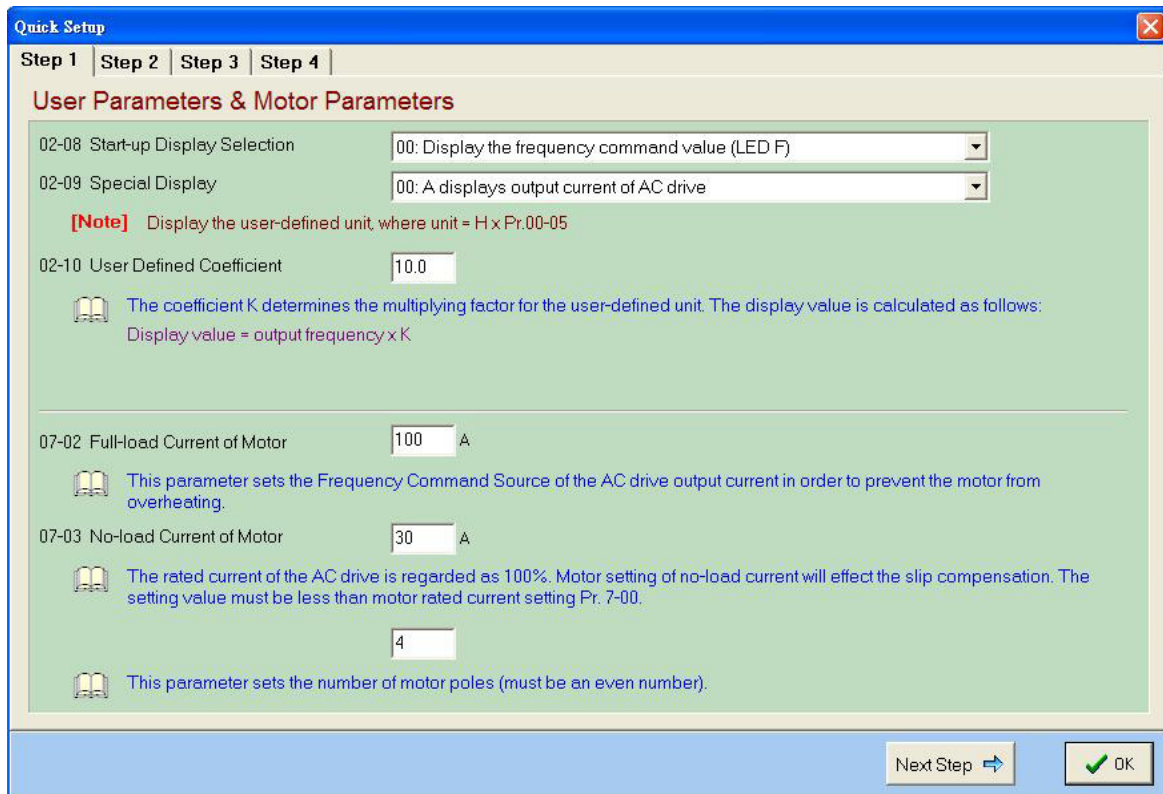 Quick Setup
Step 1 Step 2 Step 3 Step 4
User Parameters & Motor Parameters
02-08 Start-up Display Selection 00: Display the frequency command value (LED F)
02-09 Special Display 00: A displays output current of AC drive
[Note] Display the user-defined unit, where unit = H x Pr.00-05
02-10 User Defined Coefficient 10.0
The coefficient K determines the multiplying factor for the user-defined unit. The display value is calculated as follows:
Display value = output frequency x K
07-02 Full-load Current of Motor 100 A
This parameter sets the Frequency Command Source of the AC drive output current in order to prevent the motor from
overheating.
07-03 No-load Current of Motor 30 A
The rated current of the AC drive is regarded as 100%. Motor setting of no-load current will effect the slip compensation. The
setting value must be less than motor rated current setting Pr. 7-00.
4
This parameter sets the number of motor poles (must be an even number).
Next Step OK